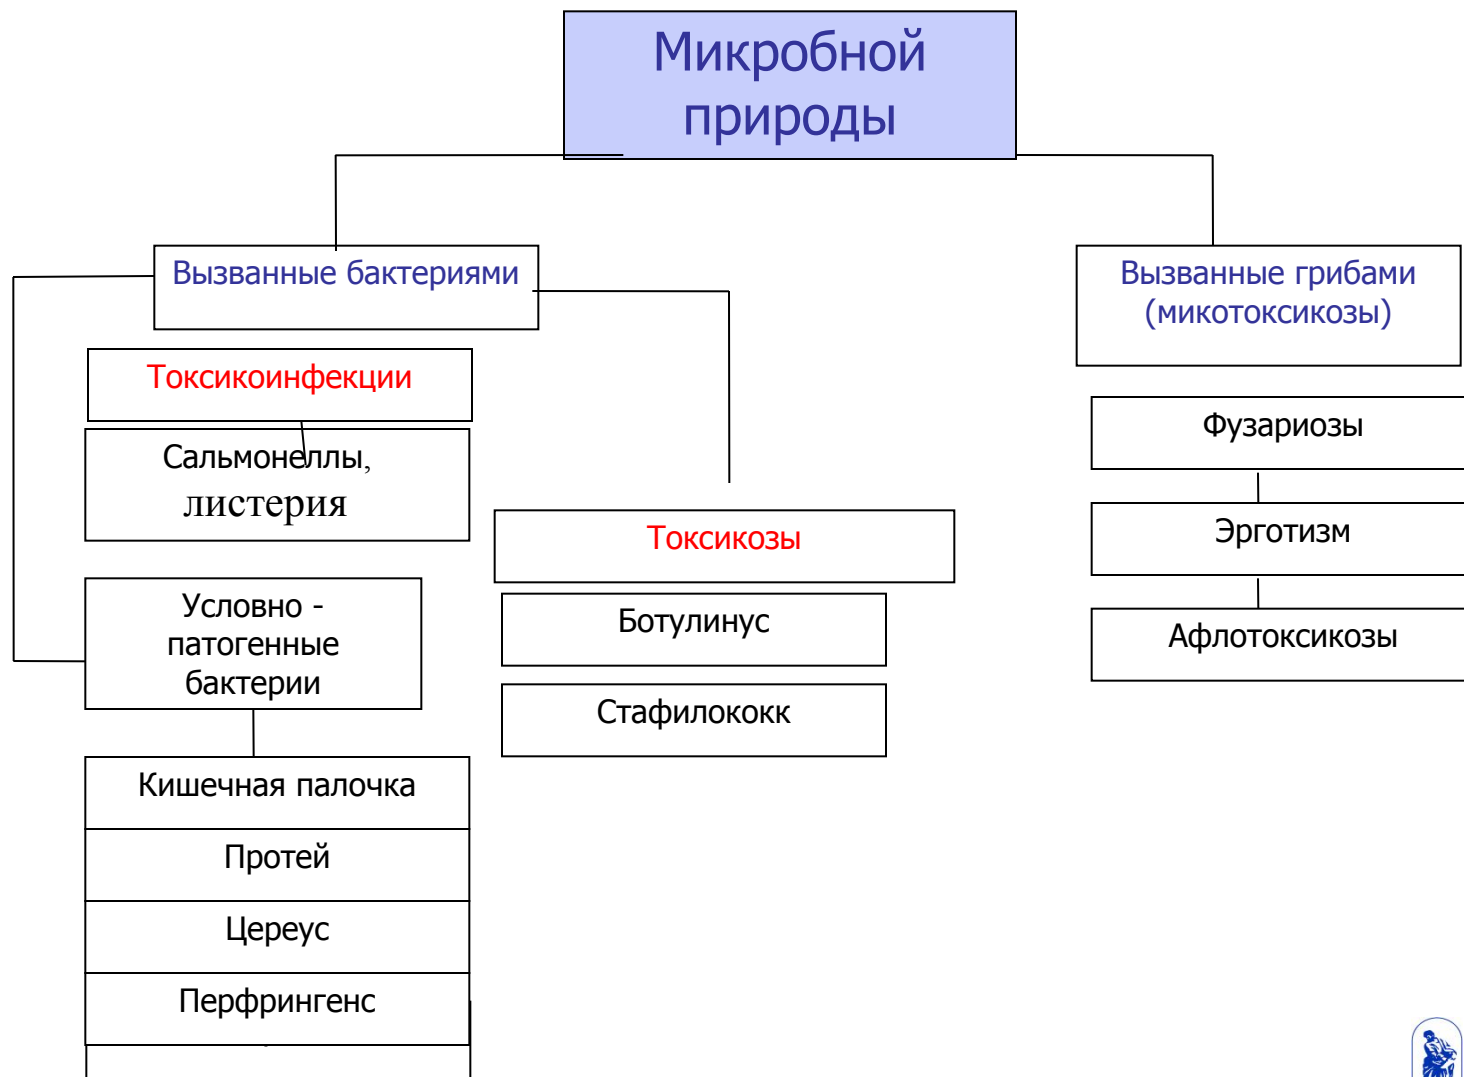 Микробной
природы
Вызванные бактериями
Токсикоинфекции
Сальмонеллы,
листерия
Условно -
патогенные
бактерии
Кишечная палочка
Протей
Цереус
Перфрингенс
Токсикозы
Ботулинус
Стафилококк
Вызванные грибами
(микотоксикозы)
Фузариозы
Эрготизм
Афлотоксикозы